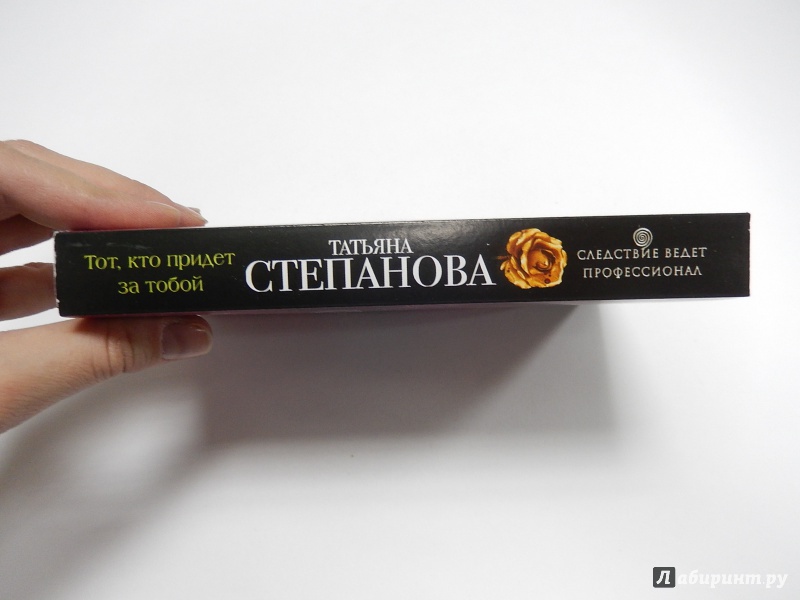 Тот, кто придет
за тобой
ТАТЬЯНА
СТЕПАНОВА
СЛЕДСТВИЕ ВЕДЕТ
ПРОФЕССИОНАЛ
Лабиринт.ру